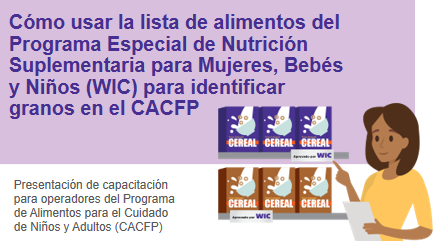 Cómo usar la lista de alimentos del
Programa Especial de Nutrición
Suplementaria para Mujeres, Bebés
y Niños (WIC) para identificar
granos en el CACFP
CEREAL CEREAL CEREAL
Aprobado por WIC
CEREAL CEREAL CEREAL
Aprobado por WIC
Presentación de capacitación
para operadores del Programa
de Alimentos para el Cuidado
de Niños y Adultos (CACFP)